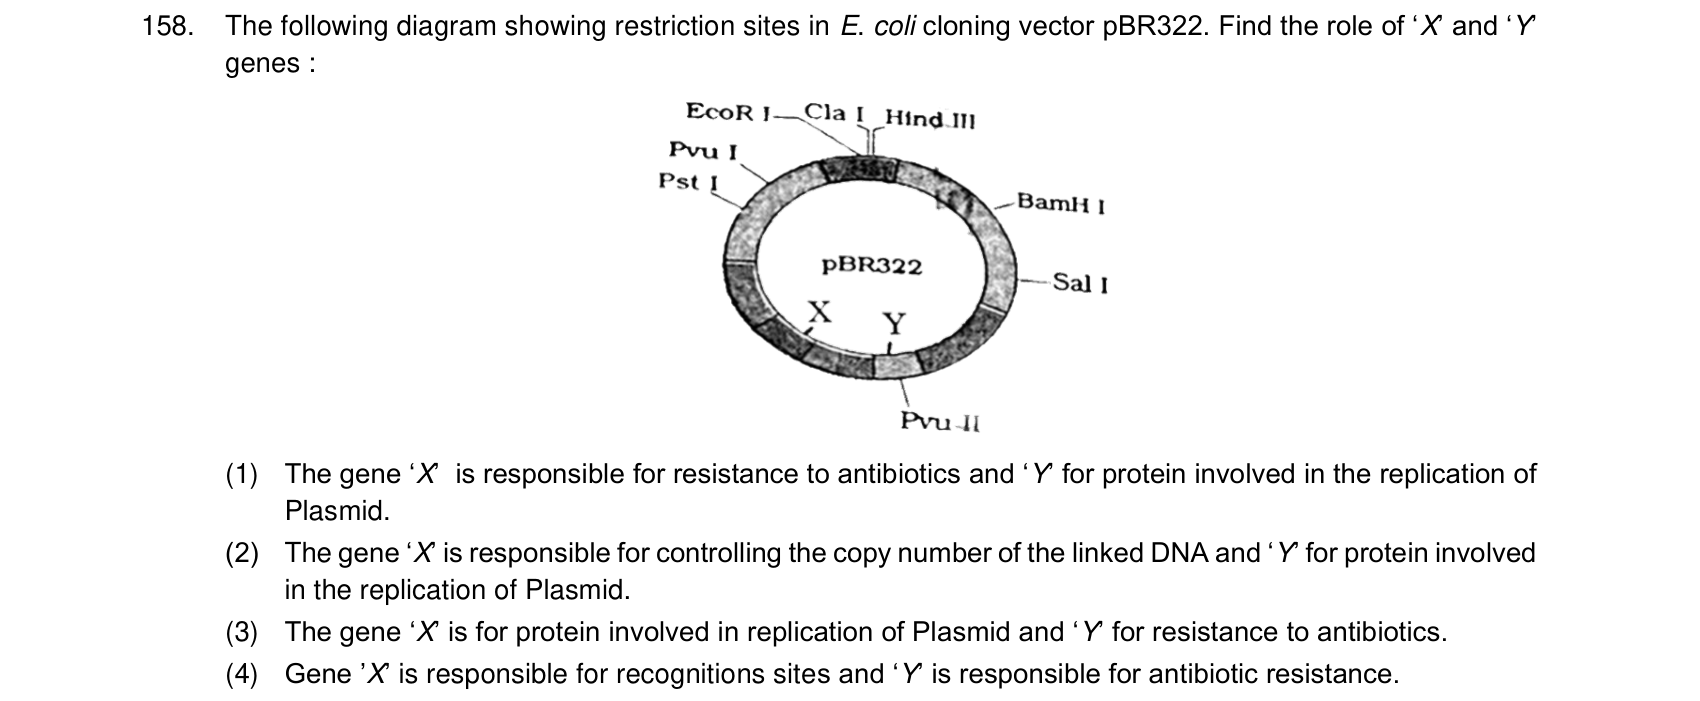 158. The following diagram showing restriction sites in E. coli cloning vector pBR322. Find the role of ‘X’ and ‘Y’
genes :
EcoR I Cla I Hind III
Pvu I
Pst I
BamH I
pBR322
Sal I
X Y
Pvu II
(1) The gene ‘X’ is responsible for resistance to antibiotics and ‘Y’ for protein involved in the replication of
Plasmid.
(2) The gene ‘X’ is responsible for controlling the copy number of the linked DNA and ‘Y’ for protein involved
in the replication of Plasmid.
(3) The gene ‘X’ is for protein involved in replication of Plasmid and ‘Y’ for resistance to antibiotics.
(4) Gene ’X’ is responsible for recognitions sites and ‘Y’ is responsible for antibiotic resistance.